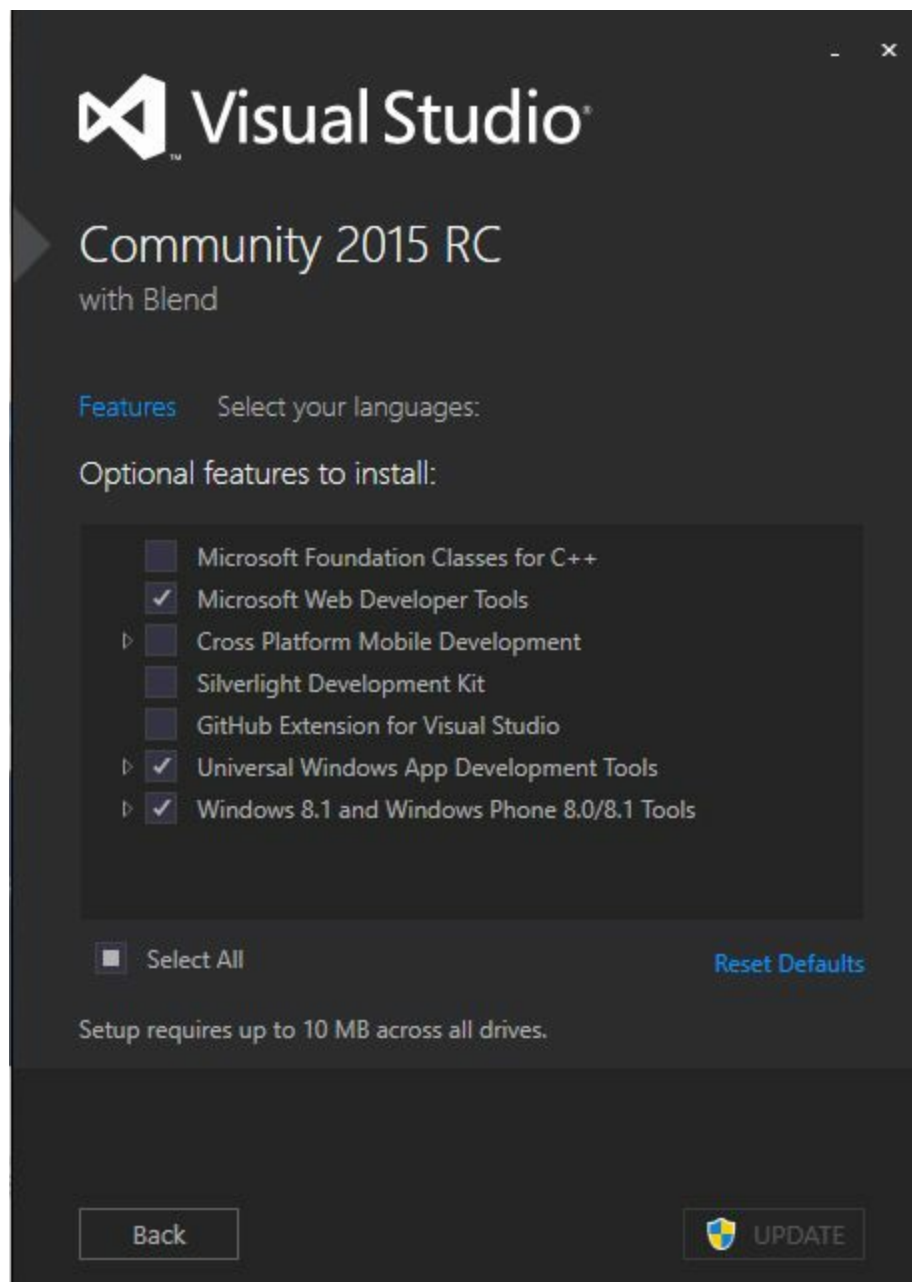 Visual Studio®
™
Community 2015 RC
with Blend
Features Select your languages:
Optional features to install:
Microsoft Foundation Classes for C++
Microsoft Web Developer Tools
Cross Platform Mobile Development
Silverlight Development Kit
GitHub Extension for Visual Studio
Universal Windows App Development Tools
Windows 8.1 and Windows Phone 8.0/8.1 Tools
Select All
Reset Defaults
Setup requires up to 10 MB across all drives.
Back UPDATE